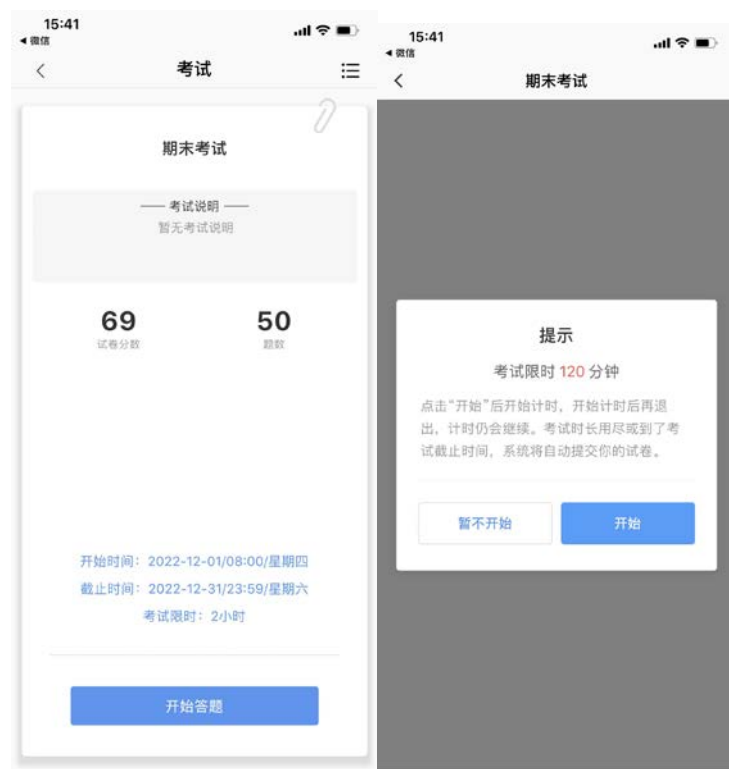 15:41
微信
考试
期末考试
考试说明
暂无考试说明
69
试卷分数
50
题数
开始时间：2022-12-01/08:00/星期四
截止时间：2022-12-31/23:59/星期六
考试限时：2小时
开始答题
15:41
微信
期末考试
提示
考试限时 120 分钟
点击“开始”后开始计时，开始计时后再退
出，计时仍会继续。考试时长用尽或到了考
试截止时间，系统将自动提交你的试卷。
暂不开始
开始